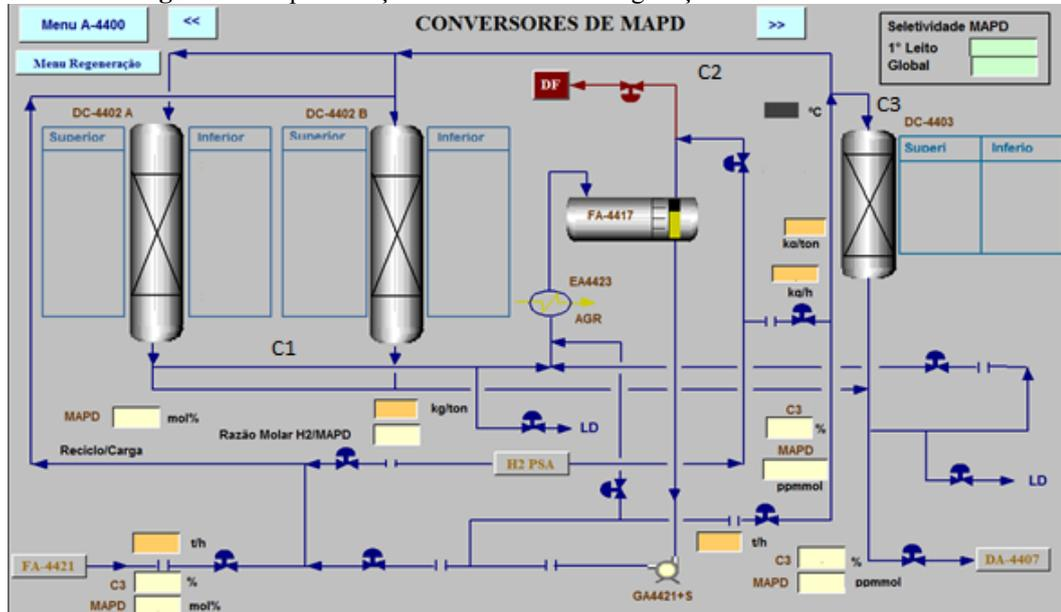 Menu A-4400
<<
CONVERSORES DE MAPD
>>
Seletividade MAPD
1° Leito
Global
Menu Regeneração
DF
C2
ºC
C3
DC-4402 A
DC-4402 B
DC-4403
Superior
Inferior
Superior
Inferior
Superi
Inferio
FA-4417
kg/ton
EA4423
kg/h
AGR
C1
kg/ton
MAPD
mol%
Razão Molar H2/MAPD
LD
C3
%
MAPD
ppmmol
Reciclo/Carga
H2 PSA
LD
t/h
t/h
FA-4421
C3
%
MAPD
mol%
GA4421+S
C3
%
MAPD
ppmmol
DA-4407